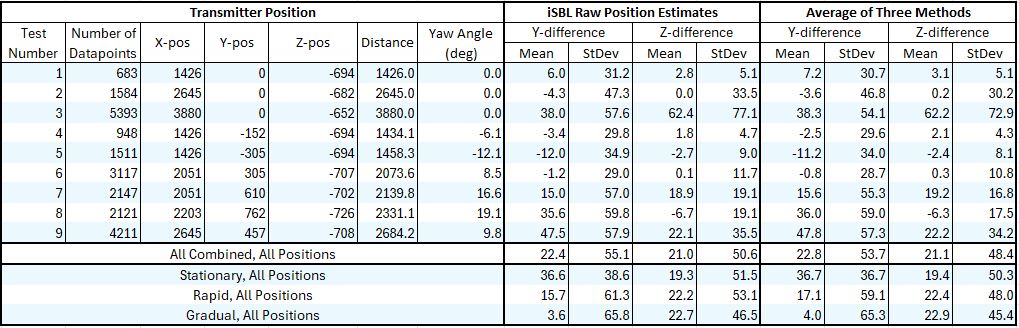 Transmitter Position iSBL Raw Position Estimates Average of Three Methods
Test Number of X-pos Y-pos Z-pos Distance Yaw Angle Y-difference Z-difference Y-difference Z-difference
Number Datapoints (deg) Mean StDev Mean StDev Mean StDev Mean StDev
1 683 1426 0 -694 1426.0 0.0 6.0 31.2 2.8 5.1 7.2 30.7 3.1 5.1
2 1584 2645 0 -682 2645.0 0.0 -4.3 47.3 0.0 33.5 -3.6 46.8 0.2 30.2
3 5393 3880 0 -652 3880.0 0.0 38.0 57.6 62.4 77.1 38.3 54.1 62.2 72.9
4 948 1426 -152 -694 1434.1 -6.1 -3.4 29.8 1.8 4.7 -2.5 29.6 2.1 4.3
5 1511 1426 -305 -694 1458.3 -12.1 -12.0 34.9 -2.7 9.0 -11.2 34.0 -2.4 8.1
6 3117 2051 305 -707 2073.6 8.5 -1.2 29.0 0.1 11.7 -0.8 28.7 0.3 10.8
7 2147 2051 610 -702 2139.8 16.6 15.0 57.0 18.9 19.1 15.6 55.3 19.2 16.8
8 2121 2203 762 -726 2331.1 19.1 35.6 59.8 -6.7 19.1 36.0 59.0 -6.3 17.5
9 4211 2645 457 -708 2684.2 9.8 47.5 57.9 22.1 35.5 47.8 57.3 22.2 34.2
All Combined, All Positions 22.4 55.1 21.0 50.6 22.8 53.7 21.1 48.4
Stationary, All Positions 36.6 38.6 19.3 51.5 36.7 36.7 19.4 50.3
Rapid, All Positions 15.7 61.3 22.2 53.1 17.1 59.1 22.4 48.0
Gradual, All Positions 3.6 65.8 22.7 46.5 4.0 65.3 22.9 45.4